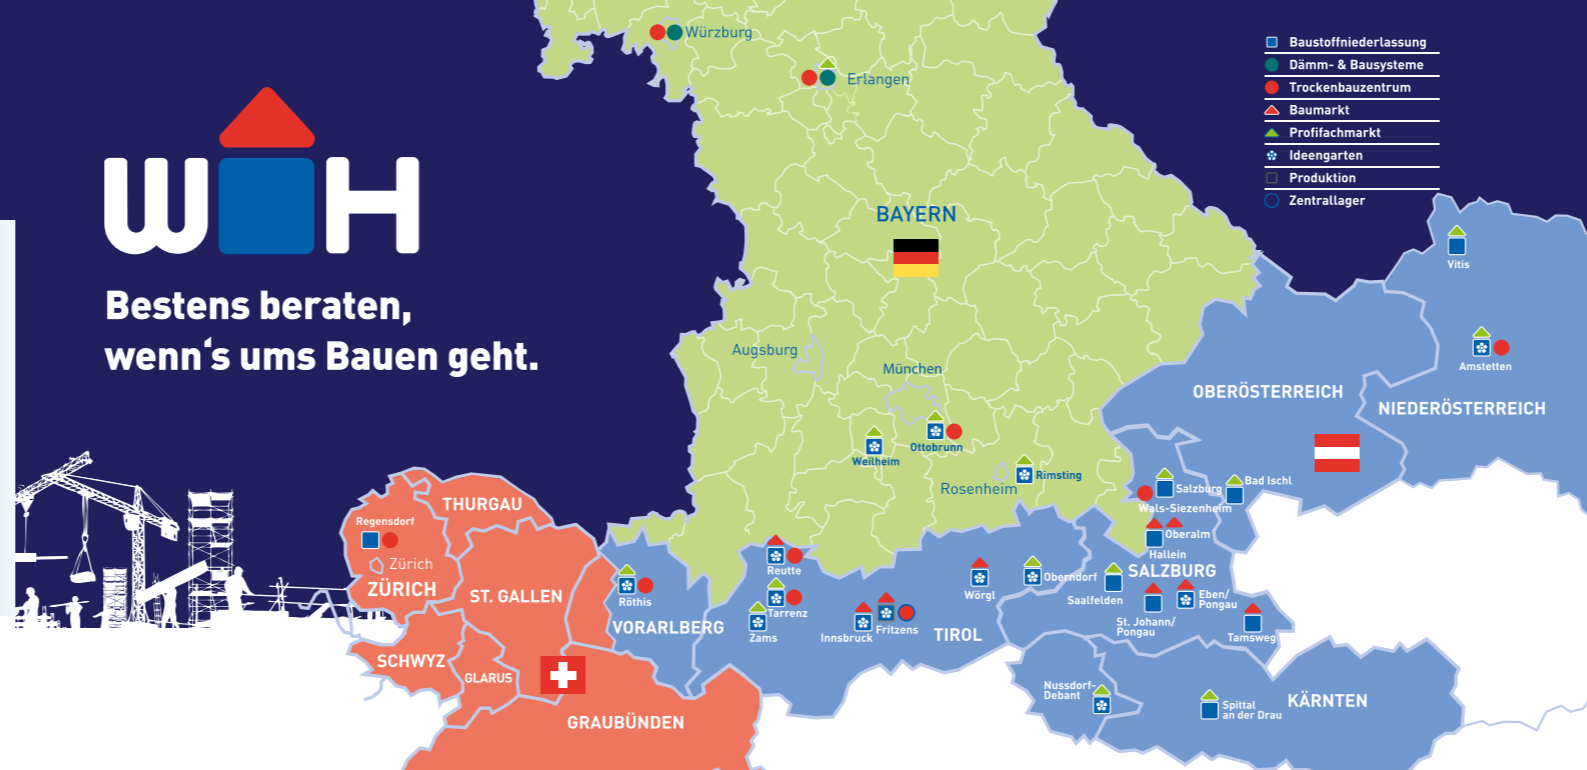 WH
Bestens beraten,
wenn‘s ums Bauen geht.
Baustoffniederlassung
Dämm- & Bausysteme
Trockenbauzentrum
Baumarkt
Profifachmarkt
Ideengarten
Produktion
Zentrallager
Würzburg
Erlangen
BAYERN
Augsburg
München
Weilheim
Ottobrunn
Rosenheim
Rimsting
Vitis
Amstetten
OBERÖSTERREICH
NIEDERÖSTERREICH
Salzburg
Bad Ischl
Wals-Siezenheim
Oberalm
Hallein
SALZBURG
Saalfelden
St. Johann/
Pongau
Eben/
Pongau
Tamsweg
THURGAU
Regensdorf
Zürich
ZÜRICH
ST. GALLEN
SCHWYZ
GLARUS
GRAUBÜNDEN
Röthis
VORARLBERG
Reutte
Tarrenz
Zams
Innsbruck
Fritzens
TIROL
Wörgl
Oberndorf
Nussdorf-
Debant
Spittal
an der Drau
KÄRNTEN